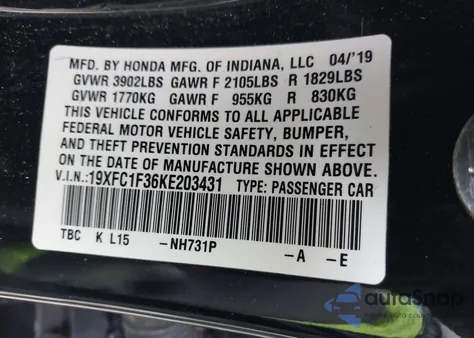 MFD. BY HONDA MFG. OF INDIANA, LLC 04/'19
GVWR 3902LBS GAWR F 2105LBS R 1829LBS
GVWR 1770KG GAWR F 955KG R 830KG
THIS VEHICLE CONFORMS TO ALL APPLICABLE
FEDERAL MOTOR VEHICLE SAFETY, BUMPER,
AND THEFT PREVENTION STANDARDS IN EFFECT
ON THE DATE OF MANUFACTURE SHOWN ABOVE.
V.I.N.:19XFC1F36KE203431 TYPE: PASSENGER CAR
TBC K L15 -NH731P -A -E
autoSnap